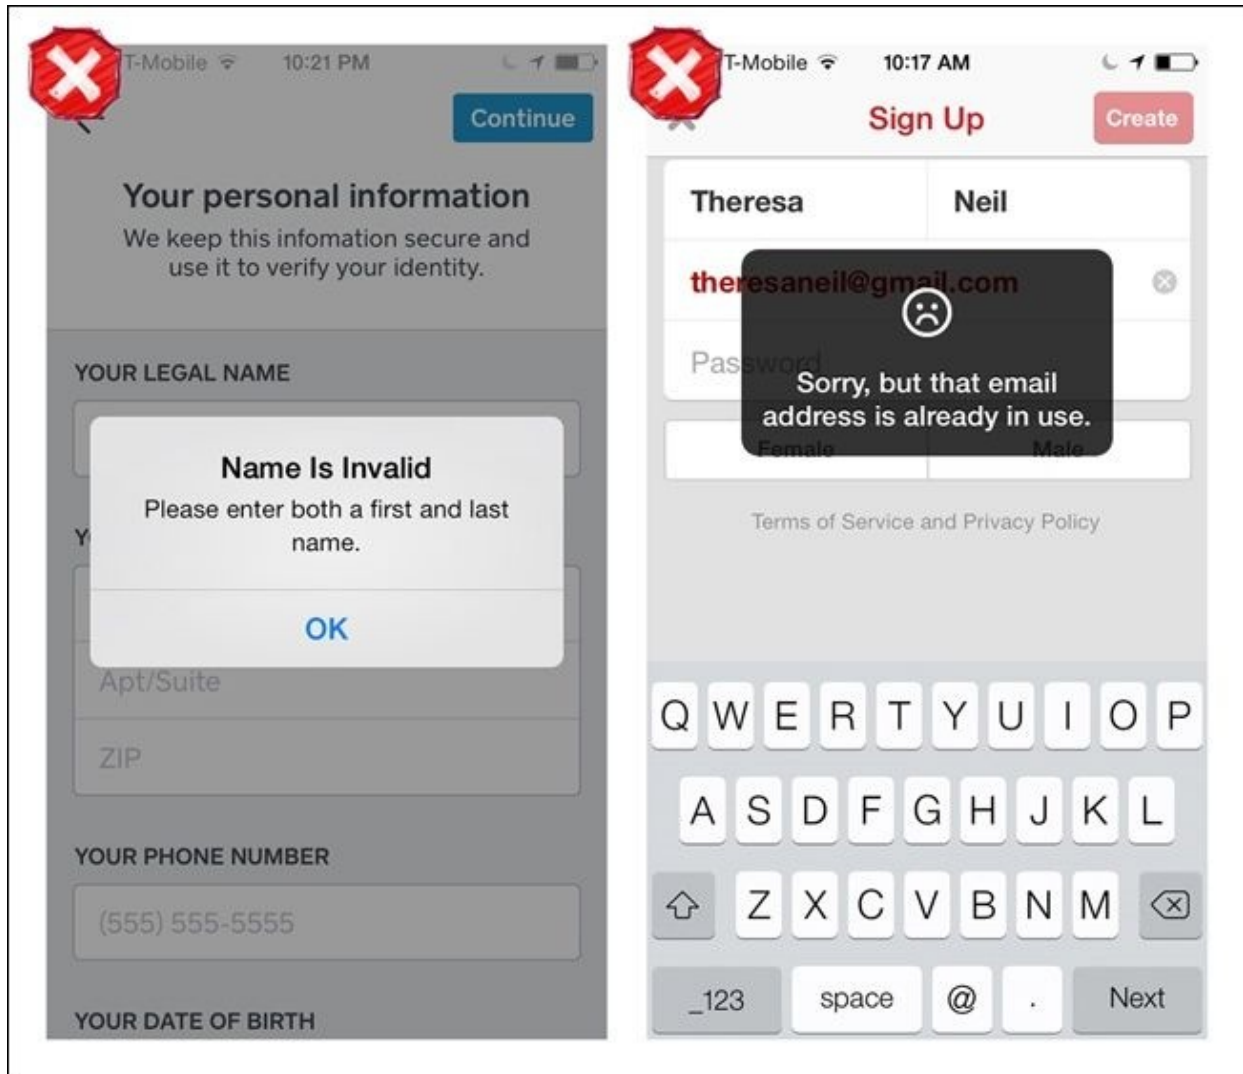 T-Mobile 10:21 PM
Continue
Your personal information
We keep this infomation secure and
use it to verify your identity.
YOUR LEGAL NAME
Name Is Invalid
Please enter both a first and last
name.
OK
Apt/Suite
ZIP
YOUR PHONE NUMBER
(555) 555-5555
YOUR DATE OF BIRTH
T-Mobile 10:17 AM
Sign Up
Create
Theresa Neil
theresaneil@gmail.com
Password
Sorry, but that email
address is already in use.
Female Male
Terms of Service and Privacy Policy
Q W E R T Y U I O P
A S D F G H J K L
Z X C V B N M
_123 space @ . Next